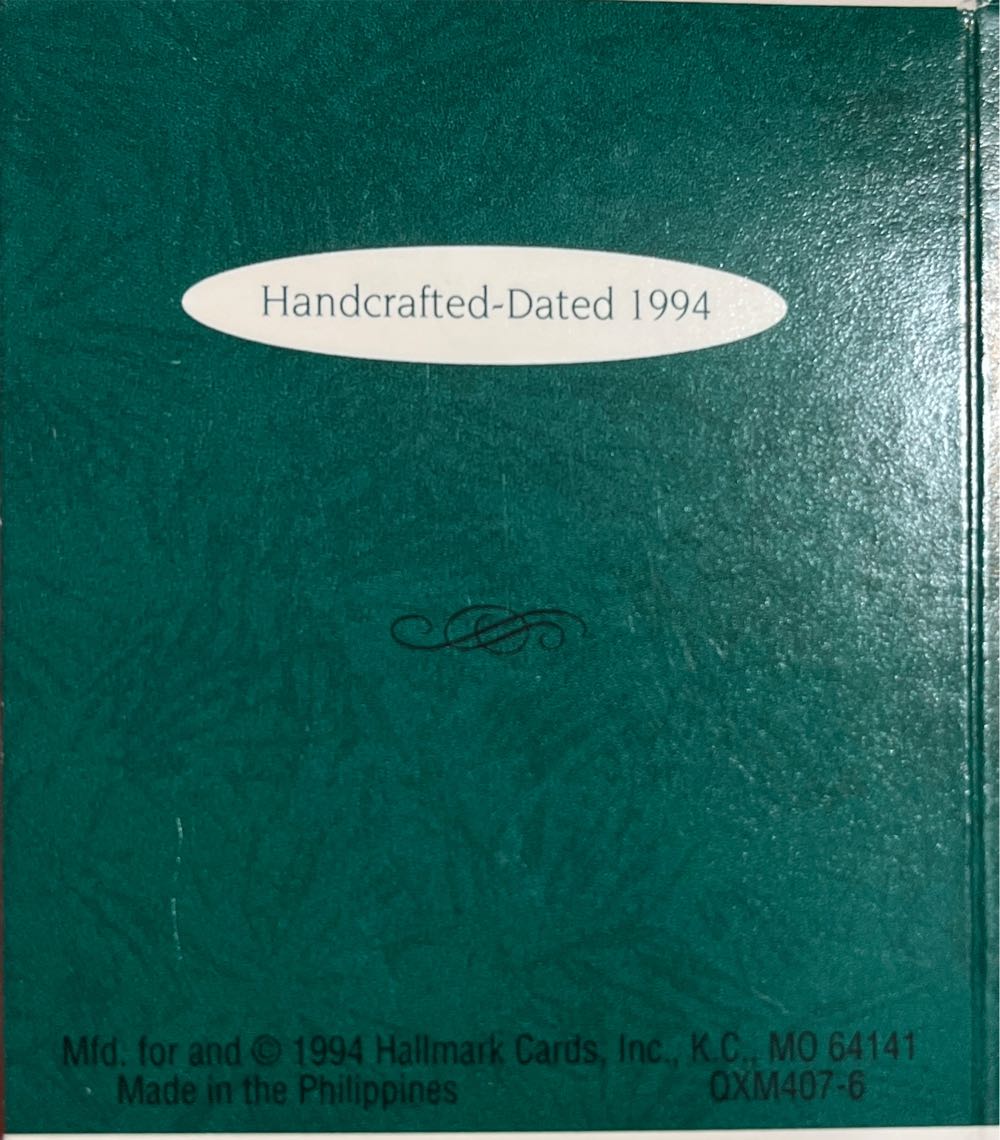 Handcrafted-Dated 1994
Mfd. for and © 1994 Hallmark Cards, Inc., K.C., MO 64141
Made in the Philippines QXM407-6